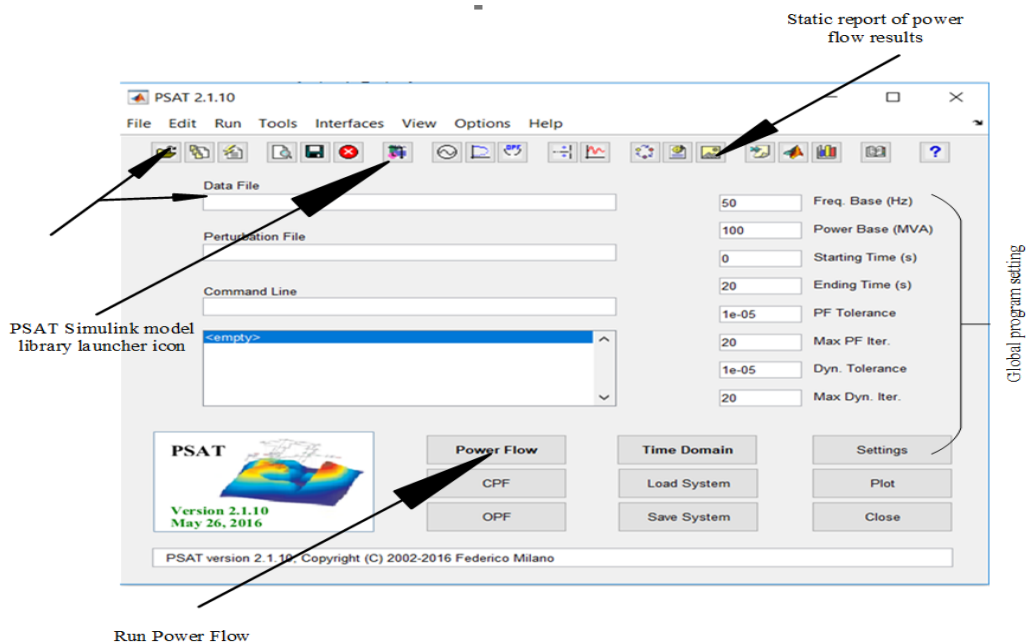 Static report of power
flow results
PSAT 2.1.10
File Edit Run Tools Interfaces View Options Help
Data File
50 Freq. Base (Hz)
100 Power Base (MVA)
Perturbation File
0 Starting Time (s)
20 Ending Time (s)
Command Line
1e-05 PF Tolerance
PSAT Simulink model
library launcher icon
<empty>
20 Max PF Iter.
1e-05 Dyn. Tolerance
20 Max Dyn. Iter.
Global program setting
PSAT
Version 2.1.10
May 26, 2016
Power Flow Time Domain Settings
CPF Load System Plot
OPF Save System Close
PSAT version 2.1.10, Copyright (C) 2002-2016 Federico Milano
Run Power Flow